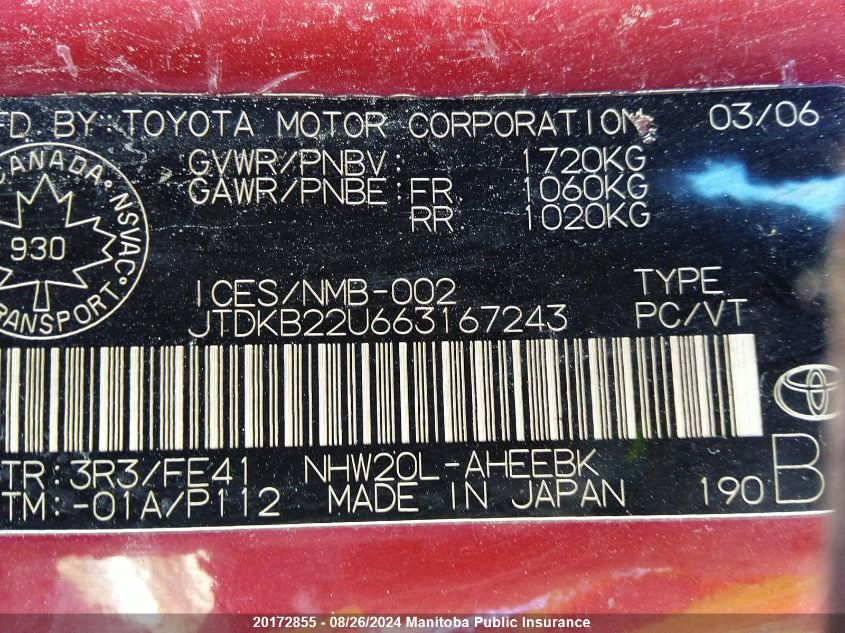 MFD BY: TOYOTA MOTOR CORPORATION 03/06
GVWR/PNBV: 1720KG
GAWR/PNBE: FR 1060KG
RR 1020KG
CANADA
NSVAC
930
TRANSPORT
ICES/NMB-002
JTDKB22U663167243
TYPE
PC/VT
TR: 3R3/FE41 NHW20L-AHEEBK
TM: -01A/P112 MADE IN JAPAN
190 B
20172855 - 08/26/2024 Manitoba Public Insurance